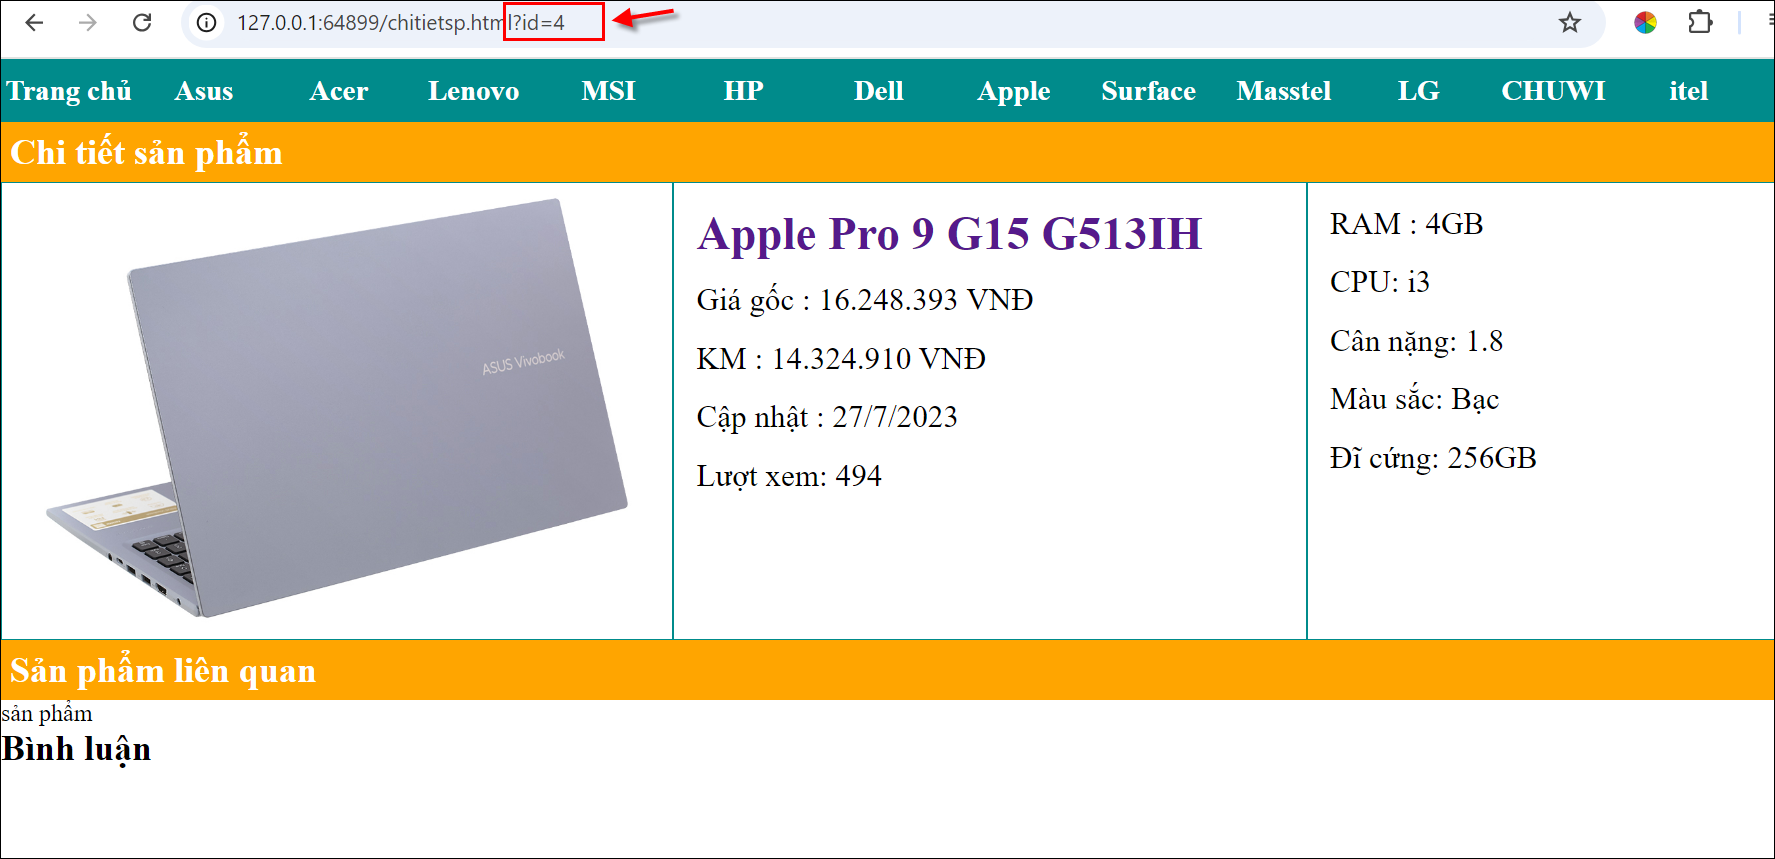 127.0.0.1:64899/chitietsp.html?id=4
Trang chủ Asus Acer Lenovo MSI HP Dell Apple Surface Masstel LG CHUWI itel
Chi tiết sản phẩm
ASUS Vivobook
Apple Pro 9 G15 G513IH
Giá gốc : 16.248.393 VNĐ
KM : 14.324.910 VNĐ
Cập nhật : 27/7/2023
Lượt xem: 494
RAM : 4GB
CPU: i3
Cân nặng: 1.8
Màu sắc: Bạc
Đĩ cứng: 256GB
Sản phẩm liên quan
sản phẩm
Bình luận